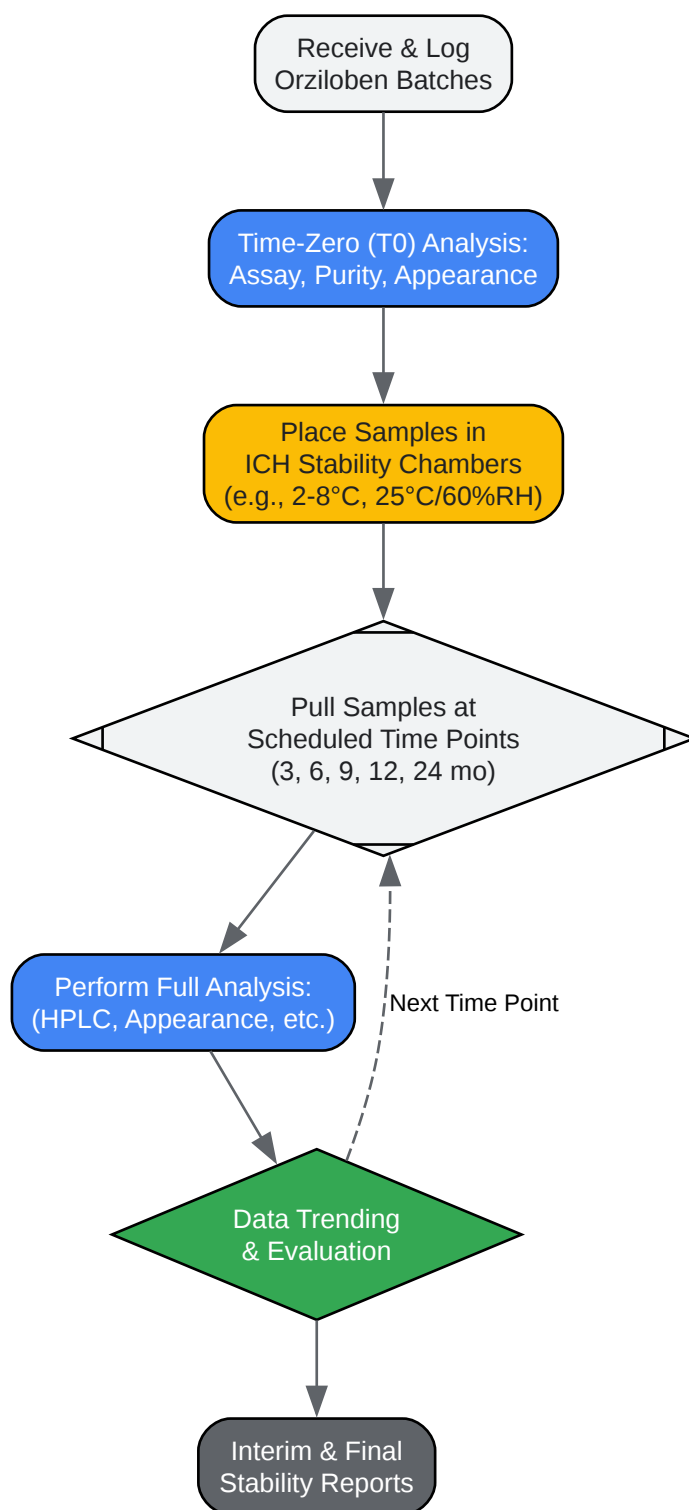 Receive & Log
Orziloben Batches
Time-Zero (T0) Analysis:
Assay, Purity, Appearance
Place Samples in
ICH Stability Chambers
(e.g., 2-8°C, 25°C/60%RH)
Pull Samples at
Scheduled Time Points
(3, 6, 9, 12, 24 mo)
Perform Full Analysis:
(HPLC, Appearance, etc.)
Next Time Point
Data Trending
& Evaluation
Interim & Final
Stability Reports